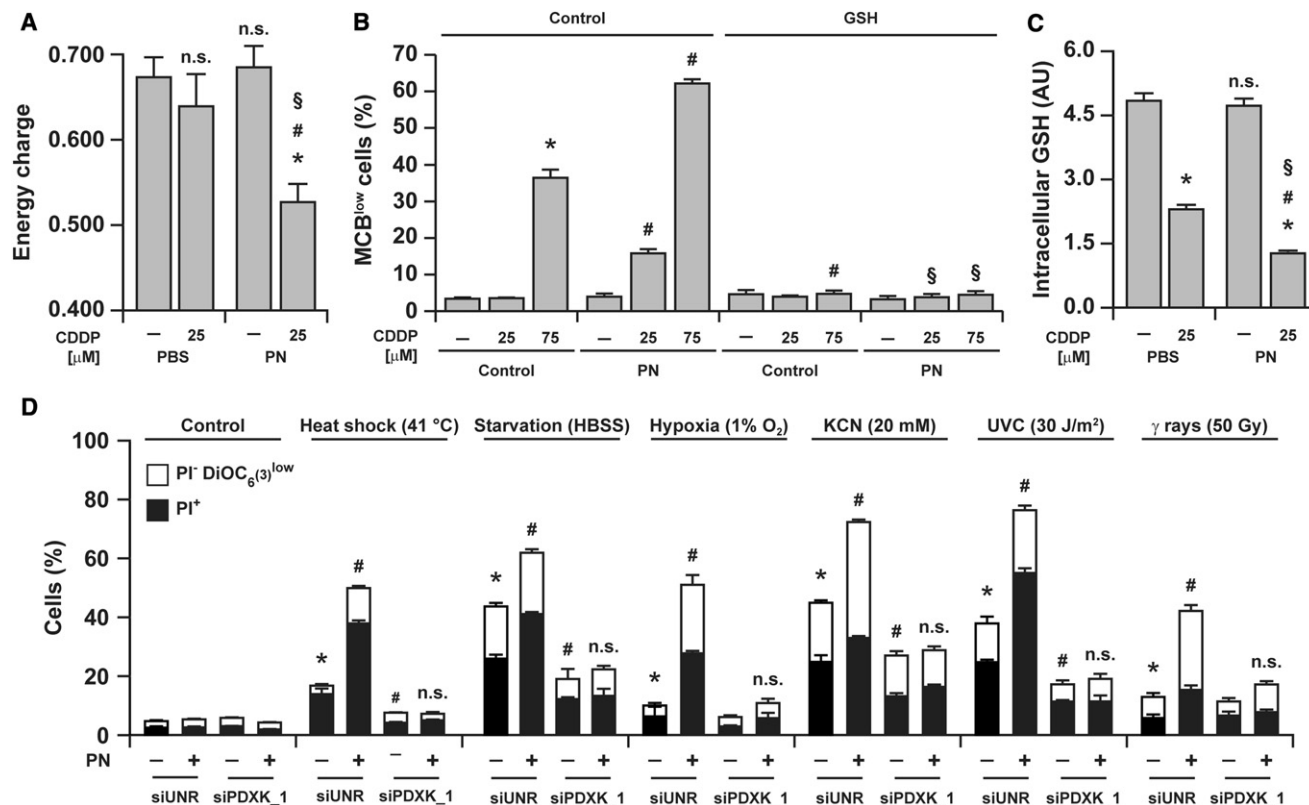 A
Energy charge
0.700
0.600
0.500
0.400
n.s.
n.s.
§
#
*
CDDP [µM]
– 25 – 25
PBS PN
B
Control GSH
MCB^low cells (%)
70
60
50
40
30
20
10
0
*
#
#
#
§ §
CDDP [µM]
– 25 75 – 25 75 – 25 75 – 25 75
Control PN Control PN
C
Intracellular GSH (AU)
6.0
4.5
3.0
1.5
0.0
*
n.s.
§
#
*
CDDP [µM]
– 25 – 25
PBS PN
D
Control Heat shock (41 °C) Starvation (HBSS) Hypoxia (1% O₂) KCN (20 mM) UVC (30 J/m²) γ rays (50 Gy)
Cells (%)
100
80
60
40
20
0
PI⁻ DiOC₆₍₃₎^low
PI⁺
* # # n.s.
* # # n.s.
* # n.s.
* # # n.s.
* # # n.s.
* # n.s.
PN – + – + – + – + – + – + – + – + – + – + – + – + – + – +
siUNR siPDXK_1 siUNR siPDXK_1 siUNR siPDXK_1 siUNR siPDXK_1 siUNR siPDXK_1 siUNR siPDXK_1 siUNR siPDXK_1